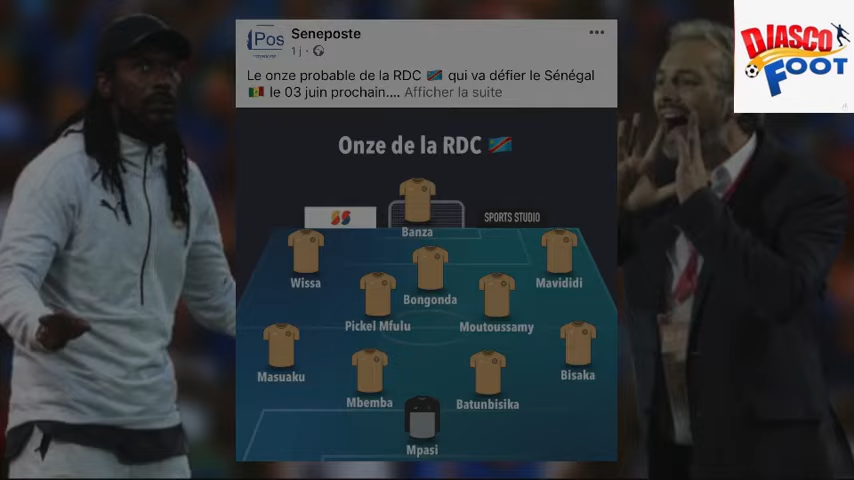 DIASCO
FOOT
Pos
Seneposte
1 j
Le onze probable de la RDC qui va défier le Sénégal
le 03 juin prochain.... Afficher la suite
Onze de la RDC
SS
SPORTS STUDIO
Banza
Wissa
Mavididi
Bongonda
Pickel Mfulu
Moutoussamy
Masuaku
Bisaka
Mbemba
Batunbisika
Mpasi